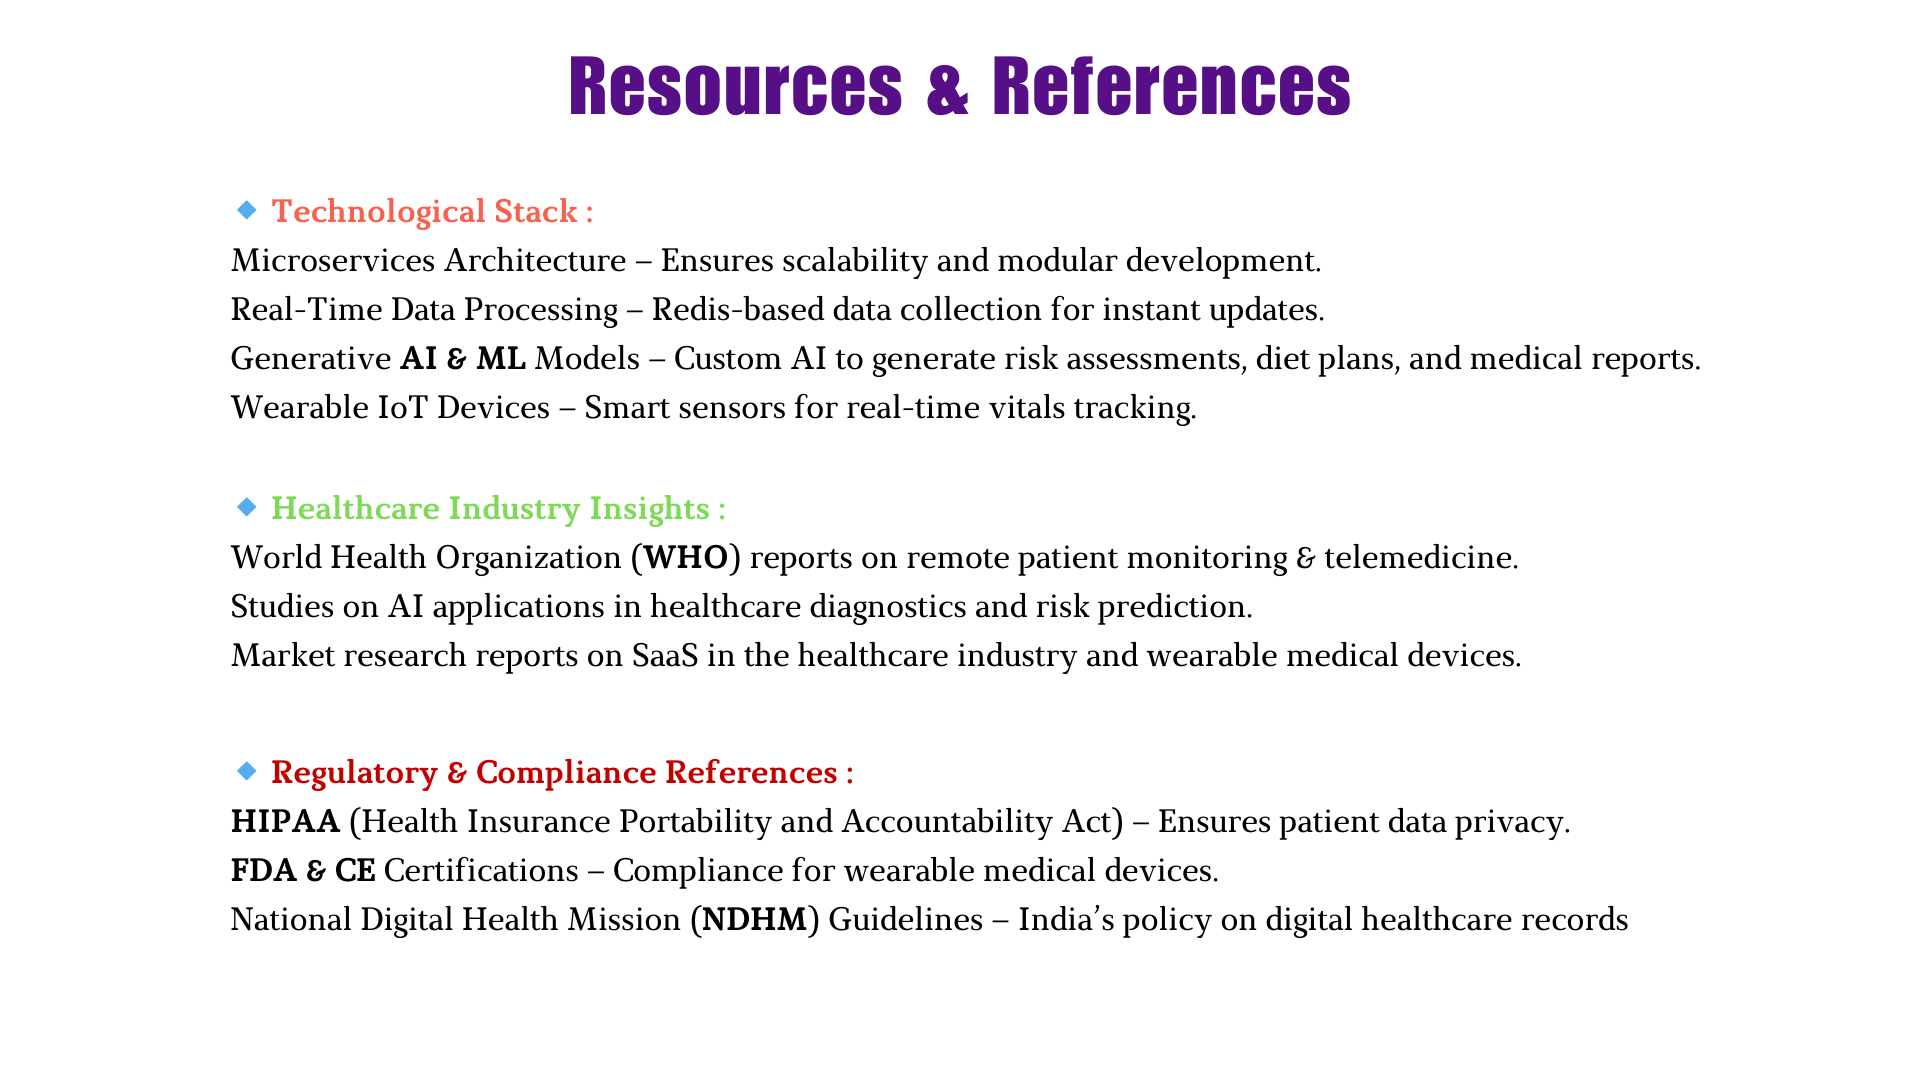 Resources & References
🔹 Technological Stack :
Microservices Architecture – Ensures scalability and modular development.
Real-Time Data Processing – Redis-based data collection for instant updates.
Generative AI & ML Models – Custom AI to generate risk assessments, diet plans, and medical reports.
Wearable IoT Devices – Smart sensors for real-time vitals tracking.
🔹 Healthcare Industry Insights :
World Health Organization (WHO) reports on remote patient monitoring & telemedicine.
Studies on AI applications in healthcare diagnostics and risk prediction.
Market research reports on SaaS in the healthcare industry and wearable medical devices.
🔹 Regulatory & Compliance References :
HIPAA (Health Insurance Portability and Accountability Act) – Ensures patient data privacy.
FDA & CE Certifications – Compliance for wearable medical devices.
National Digital Health Mission (NDHM) Guidelines – India’s policy on digital healthcare records